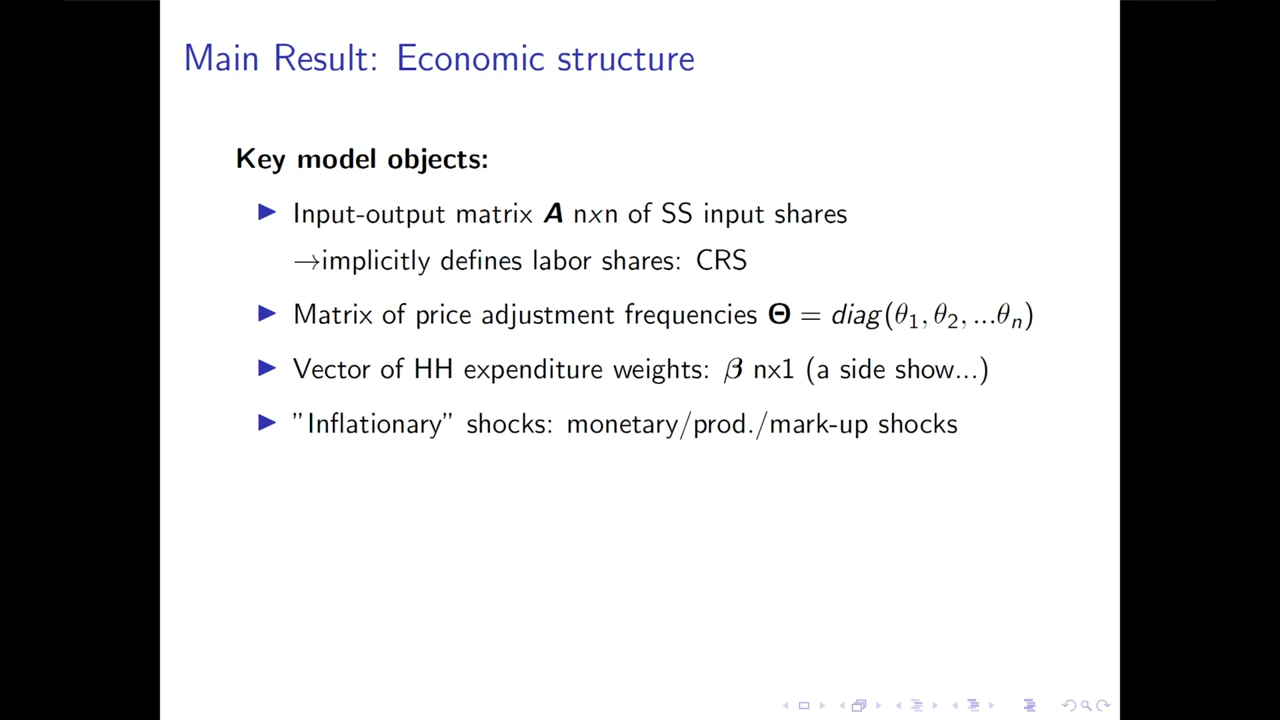 Main Result: Economic structure
Key model objects:
▶ Input-output matrix A nxn of SS input shares
→implicitly defines labor shares: CRS
▶ Matrix of price adjustment frequencies Θ = diag(θ₁, θ₂, ...θₙ)
▶ Vector of HH expenditure weights: β nx1 (a side show...)
▶ "Inflationary" shocks: monetary/prod./mark-up shocks